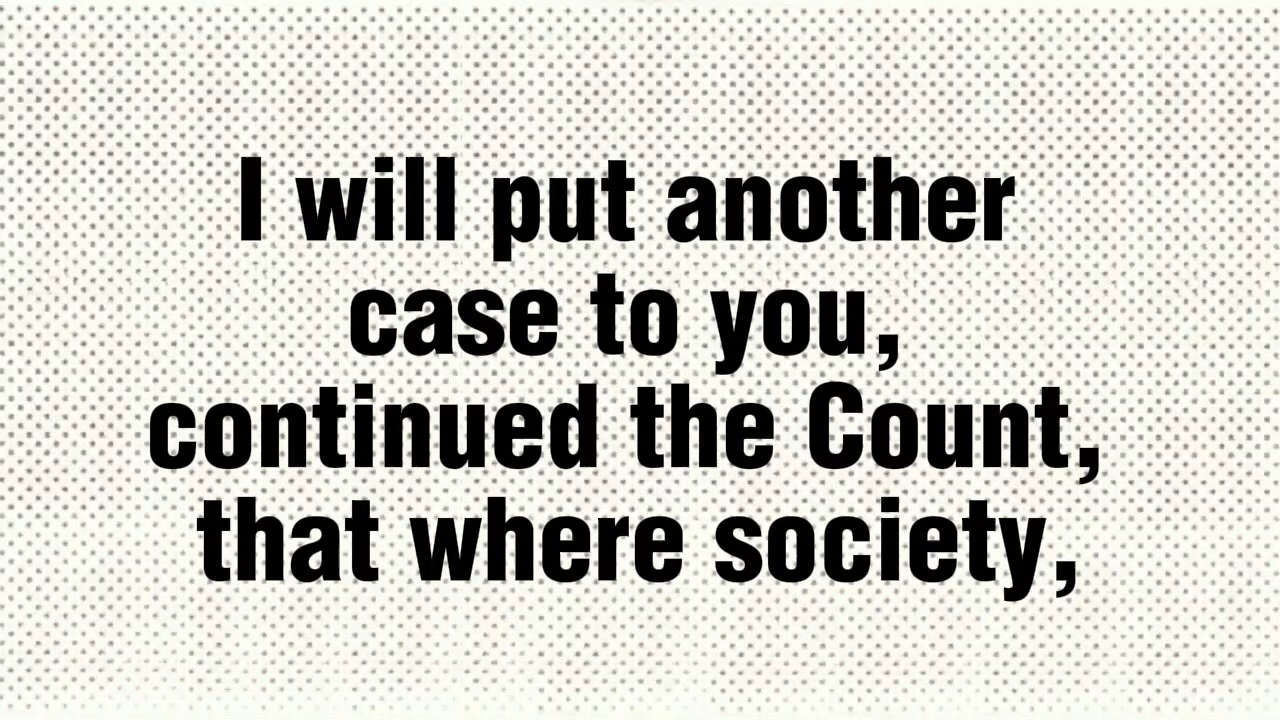 I will put another
case to you,
continued the Count,
that where society,